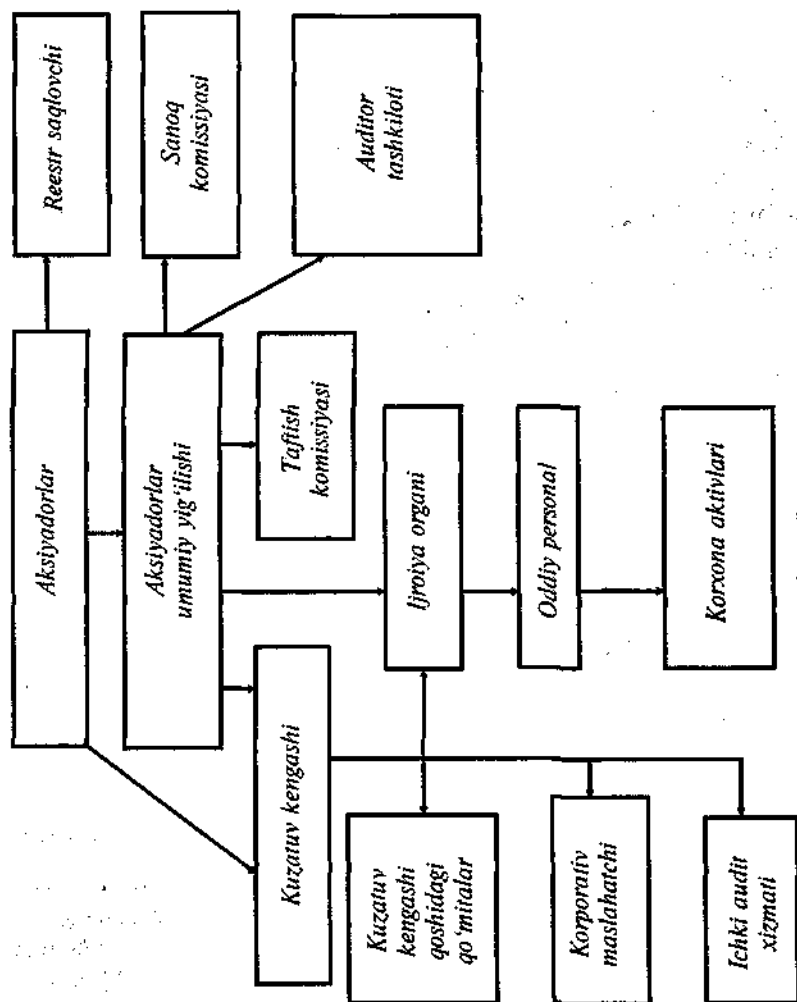 Aksiyadorlar
Reestr saqlovchi
Aksiyadorlar
umumiy yig‘ilishi
Sanoq
komissiyasi
Auditor
tashkiloti
Kuzatuv kengashi
Taftish
komissiyasi
Kuzatuv
kengashi
qoshidagi
qo‘mitalar
Ijroiya organi
Korporativ
maslahatchi
Oddiy personal
Ichki audit
xizmati
Korxona aktivlari